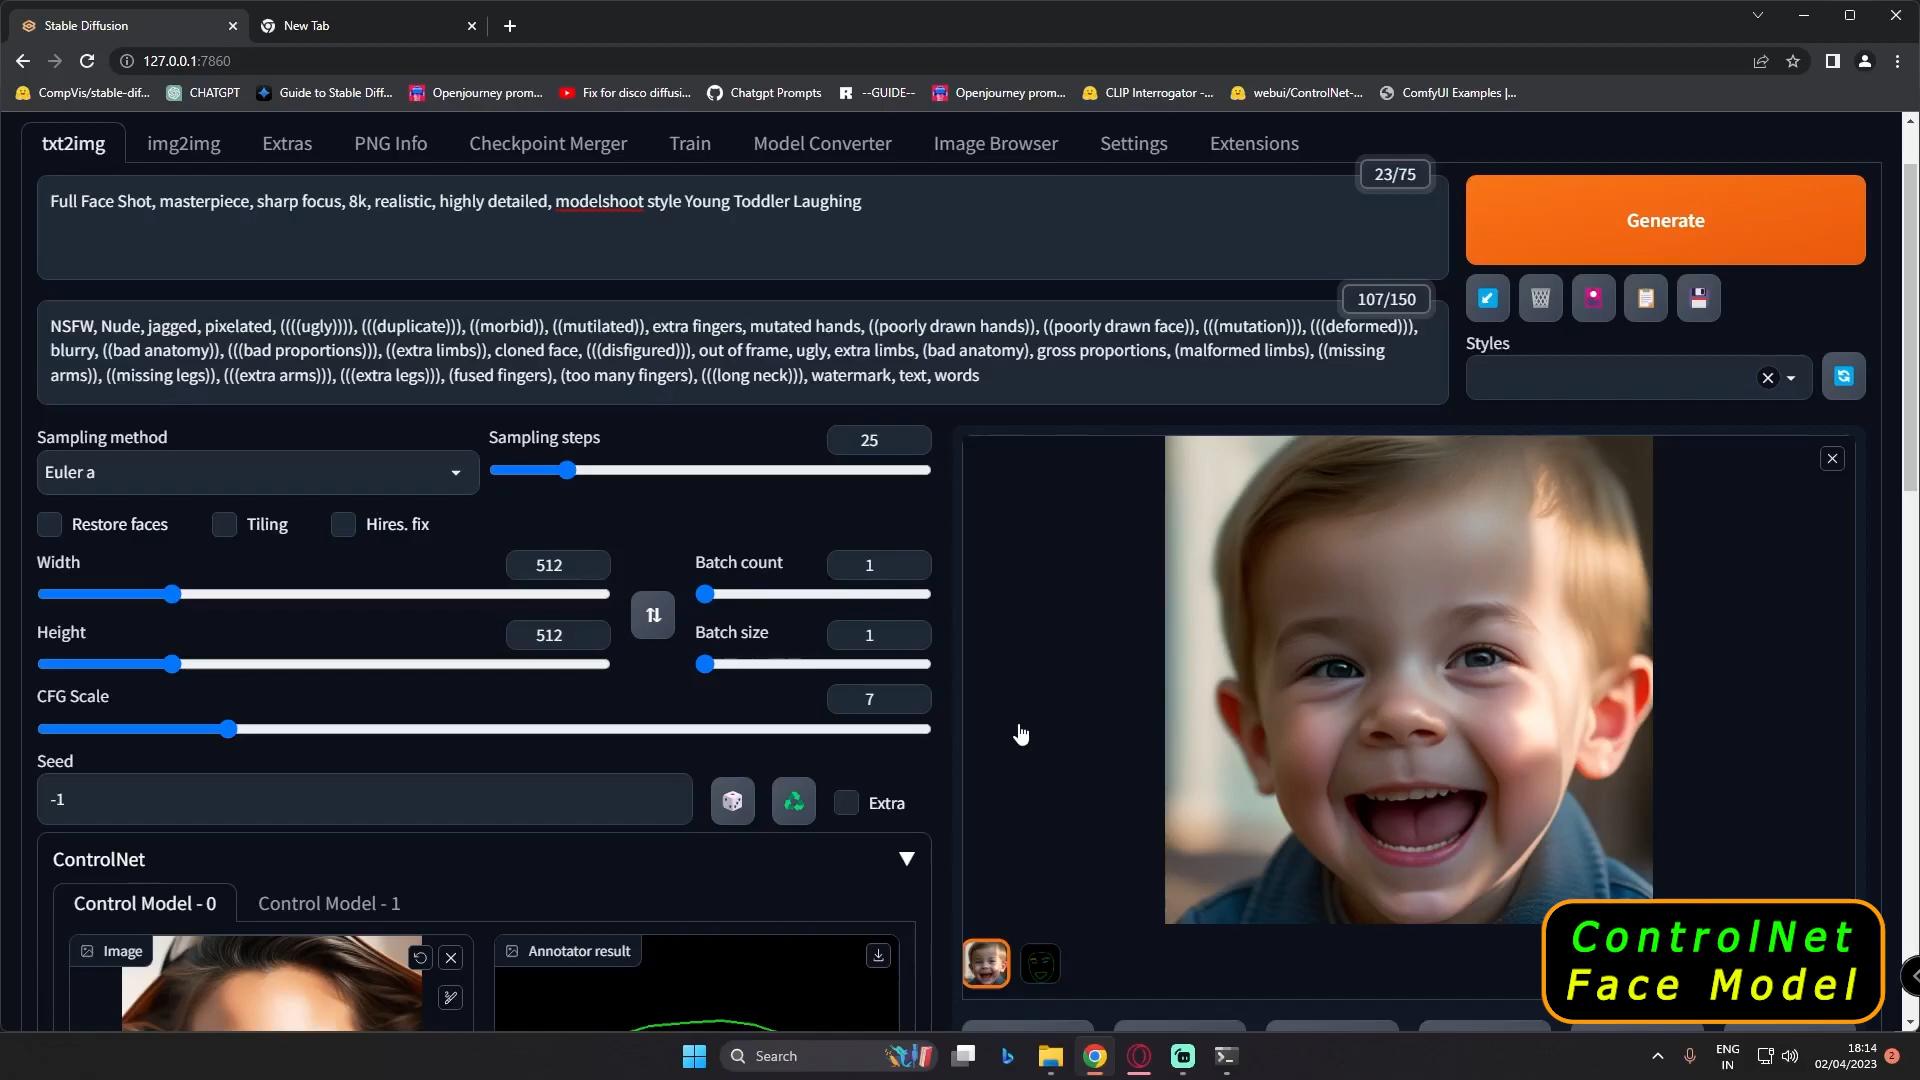 Stable Diffusion
New Tab
127.0.0.1:7860
CompVis/stable-dif...
CHATGPT
Guide to Stable Diff...
Openjourney prom...
Fix for disco diffusi...
Chatgpt Prompts
--GUIDE--
Openjourney prom...
CLIP Interrogator -...
webui/ControlNet-...
ComfyUI Examples |...
txt2img
img2img
Extras
PNG Info
Checkpoint Merger
Train
Model Converter
Image Browser
Settings
Extensions
23/75
Full Face Shot, masterpiece, sharp focus, 8k, realistic, highly detailed, modelshoot style Young Toddler Laughing
Generate
107/150
NSFW, Nude, jagged, pixelated, ((((ugly)))), (((duplicate))), ((morbid)), ((mutilated)), extra fingers, mutated hands, ((poorly drawn hands)), ((poorly drawn face)), (((mutation))), (((deformed))),
blurry, ((bad anatomy)), (((bad proportions))), ((extra limbs)), cloned face, (((disfigured))), out of frame, ugly, extra limbs, (bad anatomy), gross proportions, (malformed limbs), ((missing
arms)), ((missing legs)), (((extra arms))), (((extra legs))), (fused fingers), (too many fingers), (((long neck))), watermark, text, words
Styles
Sampling method
Sampling steps
25
Euler a
Restore faces
Tiling
Hires. fix
Width
512
Batch count
1
Height
512
Batch size
1
CFG Scale
7
Seed
-1
Extra
ControlNet
Control Model - 0
Control Model - 1
Image
Annotator result
ControlNet
Face Model
Search
ENG
IN
18:14
02/04/2023
2